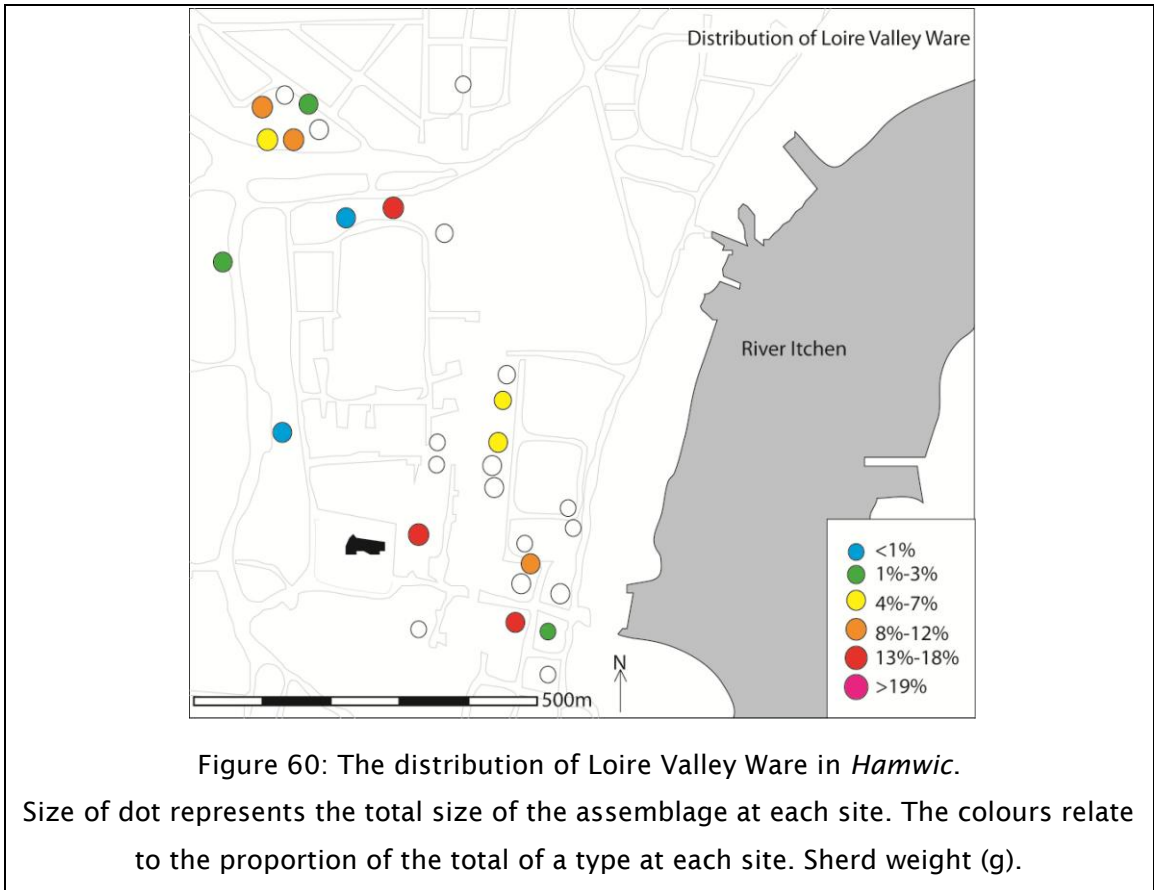 Distribution of Loire Valley Ware
River Itchen
<1%
1%-3%
4%-7%
8%-12%
13%-18%
>19%
N
500m
Figure 60: The distribution of Loire Valley Ware in Hamwic.
Size of dot represents the total size of the assemblage at each site. The colours relate
to the proportion of the total of a type at each site. Sherd weight (g).